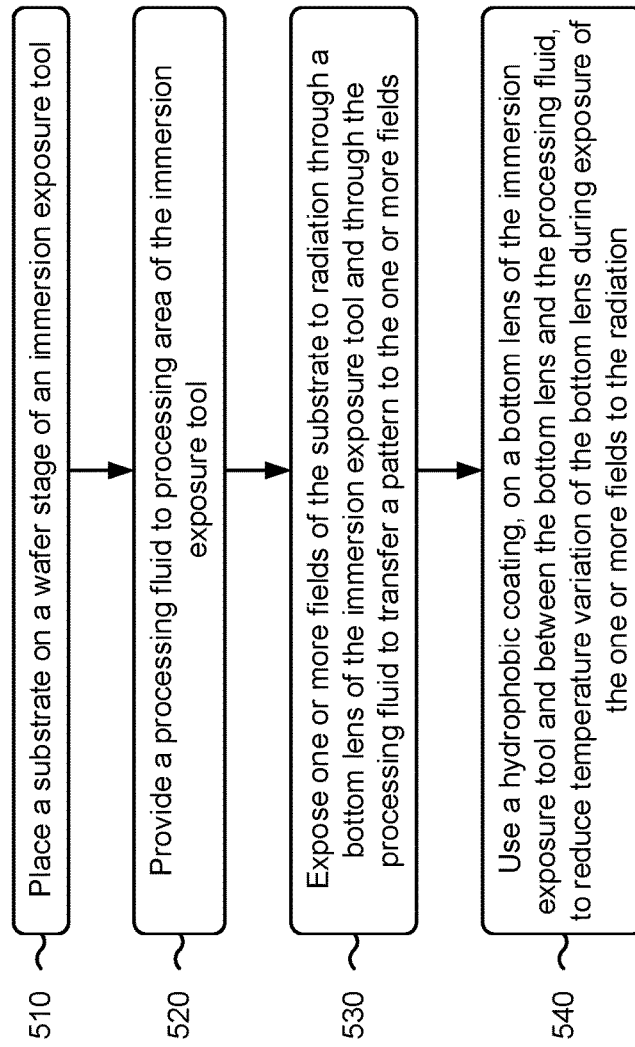 510
Place a substrate on a wafer stage of an immersion exposure tool
520
Provide a processing fluid to processing area of the immersion
exposure tool
530
Expose one or more fields of the substrate to radiation through a
bottom lens of the immersion exposure tool and through the
processing fluid to transfer a pattern to the one or more fields
540
Use a hydrophobic coating, on a bottom lens of the immersion
exposure tool and between the bottom lens and the processing fluid,
to reduce temperature variation of the bottom lens during exposure of
the one or more fields to the radiation